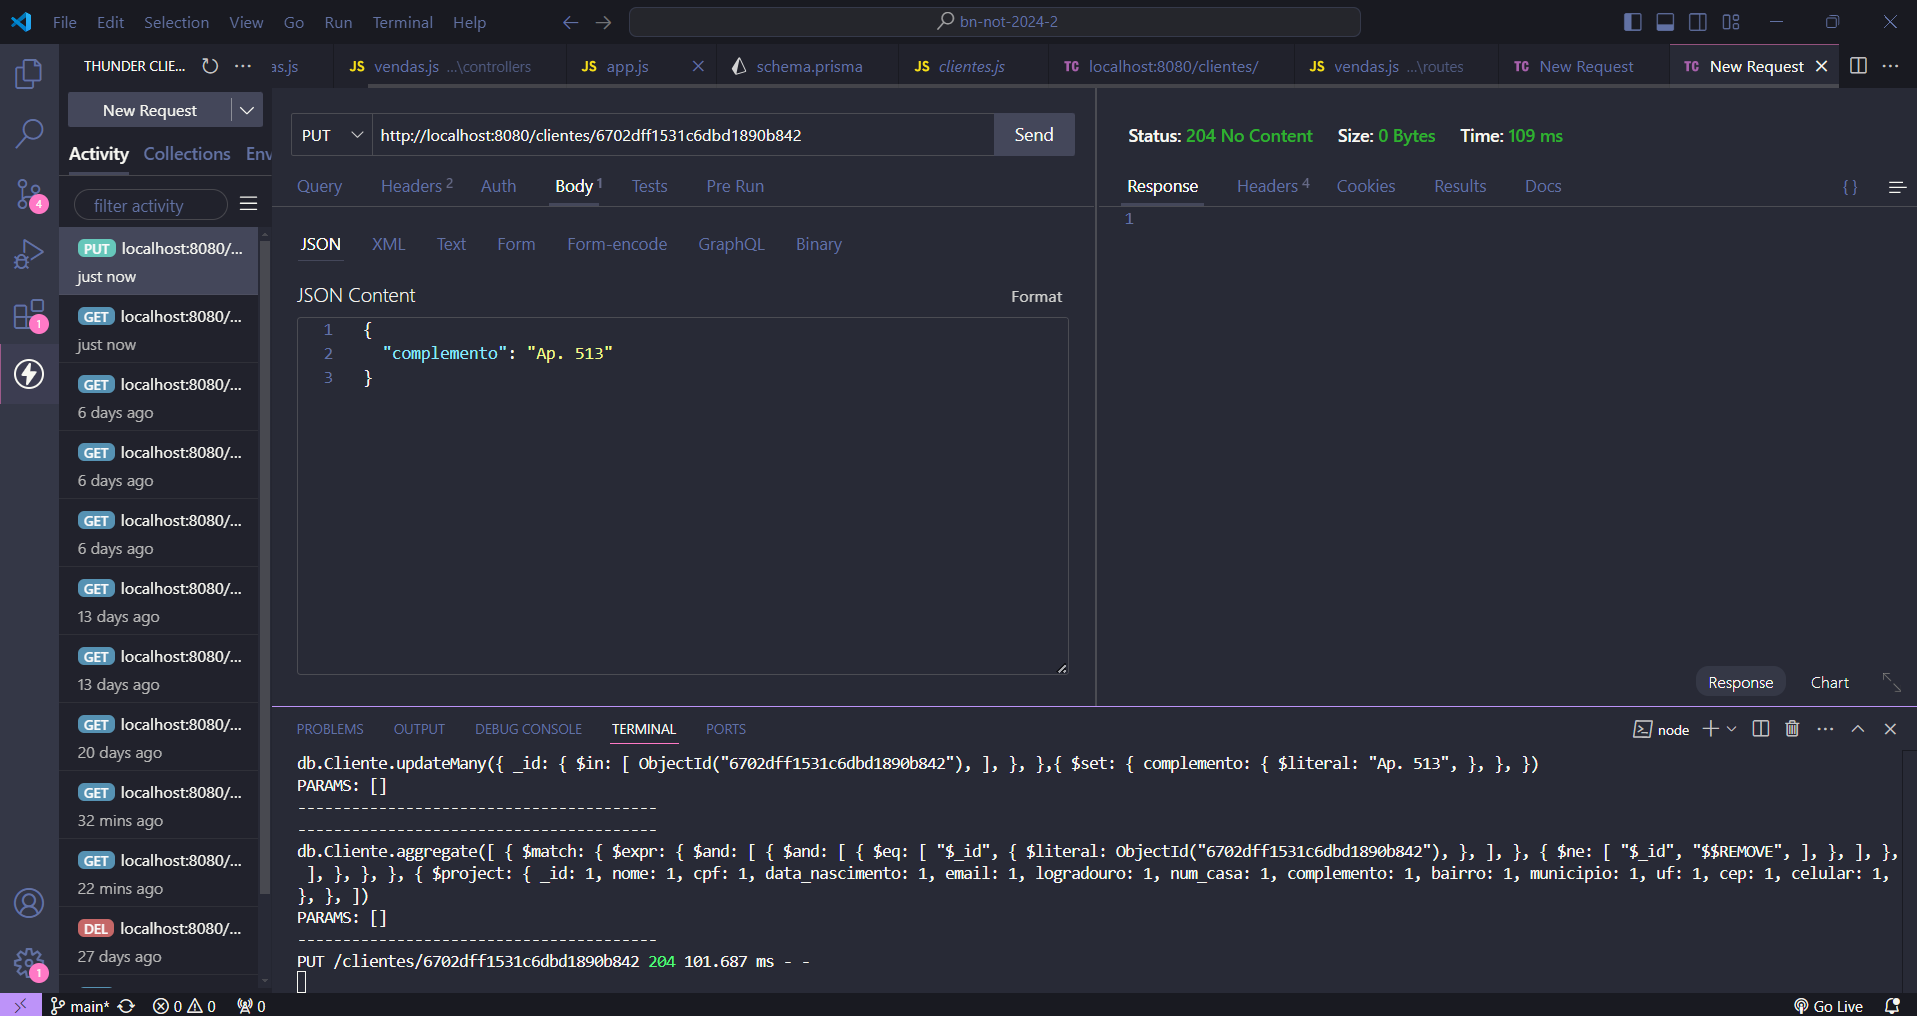 File Edit Selection View Go Run Terminal Help
bn-not-2024-2
THUNDER CLIE... ···
as.js
JS vendas.js ...\controllers
JS app.js
schema.prisma
JS clientes.js
TC localhost:8080/clientes/
JS vendas.js ...\routes
TC New Request
TC New Request
New Request
Activity Collections Env
filter activity
PUT localhost:8080/...
just now
GET localhost:8080/...
just now
GET localhost:8080/...
6 days ago
GET localhost:8080/...
6 days ago
GET localhost:8080/...
6 days ago
GET localhost:8080/...
13 days ago
GET localhost:8080/...
13 days ago
GET localhost:8080/...
20 days ago
GET localhost:8080/...
32 mins ago
GET localhost:8080/...
22 mins ago
DEL localhost:8080/...
27 days ago
4
1
1
PUT http://localhost:8080/clientes/6702dff1531c6dbd1890b842 Send
Query Headers 2 Auth Body 1 Tests Pre Run
JSON XML Text Form Form-encode GraphQL Binary
JSON Content Format
1 {
2 "complemento": "Ap. 513"
3 }
Status: 204 No Content Size: 0 Bytes Time: 109 ms
Response Headers 4 Cookies Results Docs {}
1
Response Chart
PROBLEMS OUTPUT DEBUG CONSOLE TERMINAL PORTS
node
db.Cliente.updateMany({ _id: { $in: [ ObjectId("6702dff1531c6dbd1890b842"), ], }, },{ $set: { complemento: { $literal: "Ap. 513", }, }, })
PARAMS: []
----------------------------------------
----------------------------------------
db.Cliente.aggregate([ { $match: { $expr: { $and: [ { $and: [ { $eq: [ "$_id", { $literal: ObjectId("6702dff1531c6dbd1890b842"), }, ], }, { $ne: [ "$_id", "$$REMOVE", ], }, ], },
], }, }, }, { $project: { _id: 1, nome: 1, cpf: 1, data_nascimento: 1, email: 1, logradouro: 1, num_casa: 1, complemento: 1, bairro: 1, municipio: 1, uf: 1, cep: 1, celular: 1,
}, }, ])
PARAMS: []
----------------------------------------
PUT /clientes/6702dff1531c6dbd1890b842 204 101.687 ms - -
main* 0 0 0
Go Live